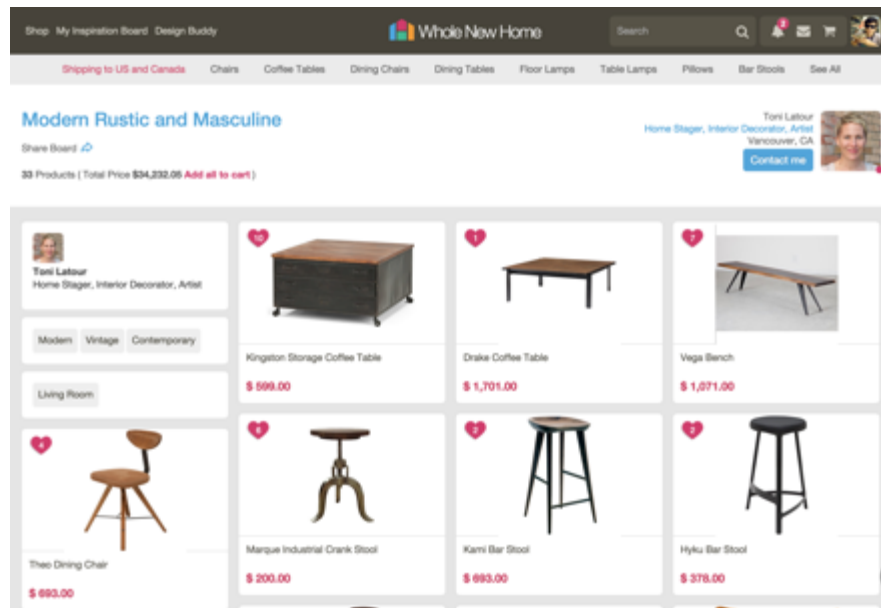 Shop My Inspiration Board Design Buddy
Whole New Home
Search
2
Shipping to US and Canada Chairs Coffee Tables Dining Chairs Dining Tables Floor Lamps Table Lamps Pillows Bar Stools See All
Modern Rustic and Masculine
Share Board
33 Products ( Total Price $34,232.05 Add all to cart )
Toni Latour
Home Stager, Interior Decorator, Artist
Vancouver, CA
Contact me
Toni Latour
Home Stager, Interior Decorator, Artist
Modern Vintage Contemporary
Living Room
4
Theo Dining Chair
$ 693.00
10
Kingston Storage Coffee Table
$ 599.00
1
Drake Coffee Table
$ 1,701.00
7
Vega Bench
$ 1,071.00
6
Marque Industrial Crank Stool
$ 200.00
2
Kami Bar Stool
$ 693.00
2
Hyku Bar Stool
$ 378.00